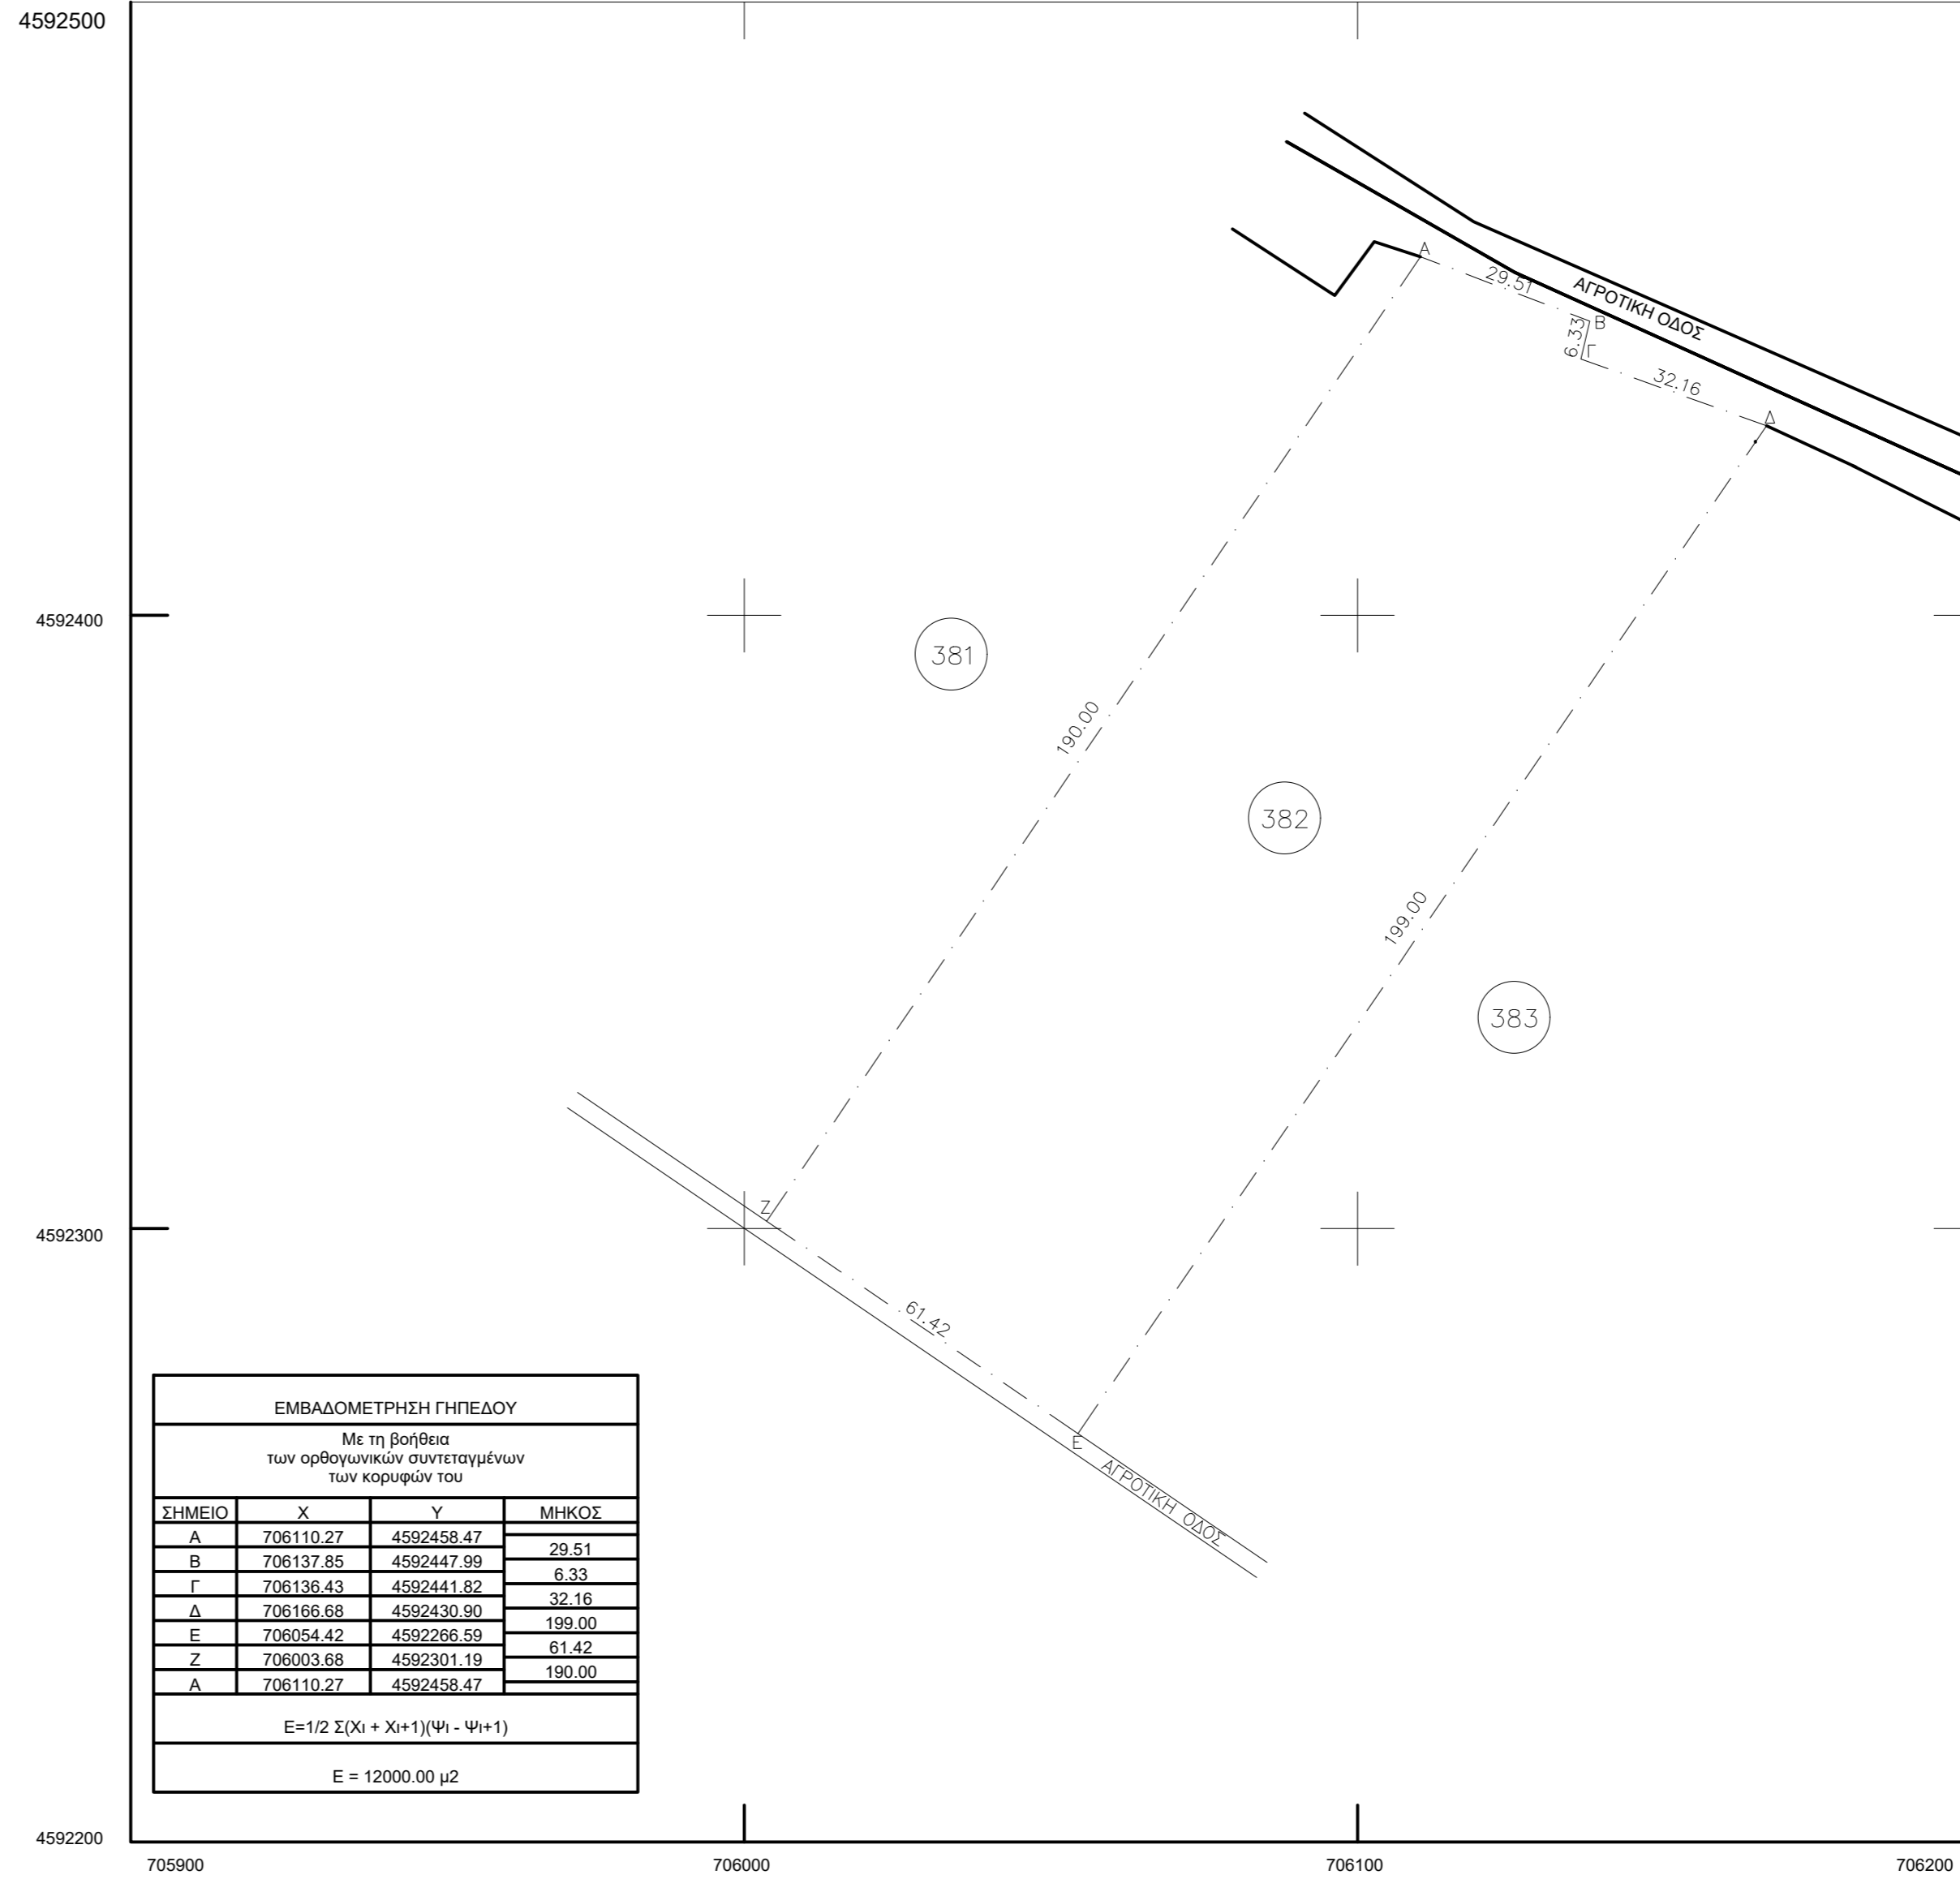 4592500
Α
29.51
ΑΓΡΟΤΙΚΗ ΟΔΟΣ
Β
6.33
Γ
32.16
Δ
4592400
381
190.00
382
199.00
383
Ζ
4592300
61.42
Ε
ΑΓΡΟΤΙΚΗ ΟΔΟΣ
ΕΜΒΑΔΟΜΕΤΡΗΣΗ ΓΗΠΕΔΟΥ
Με τη βοήθεια
των ορθογωνικών συντεταγμένων
των κορυφών του
ΣΗΜΕΙΟ Χ Υ ΜΗΚΟΣ
Α 706110.27 4592458.47
29.51
Β 706137.85 4592447.99
6.33
Γ 706136.43 4592441.82
32.16
Δ 706166.68 4592430.90
199.00
Ε 706054.42 4592266.59
61.42
Ζ 706003.68 4592301.19
190.00
Α 706110.27 4592458.47
Ε=1/2 Σ(Χι + Χι+1)(Ψι - Ψι+1)
Ε = 12000.00 μ2
4592200
705900 706000 706100 706200